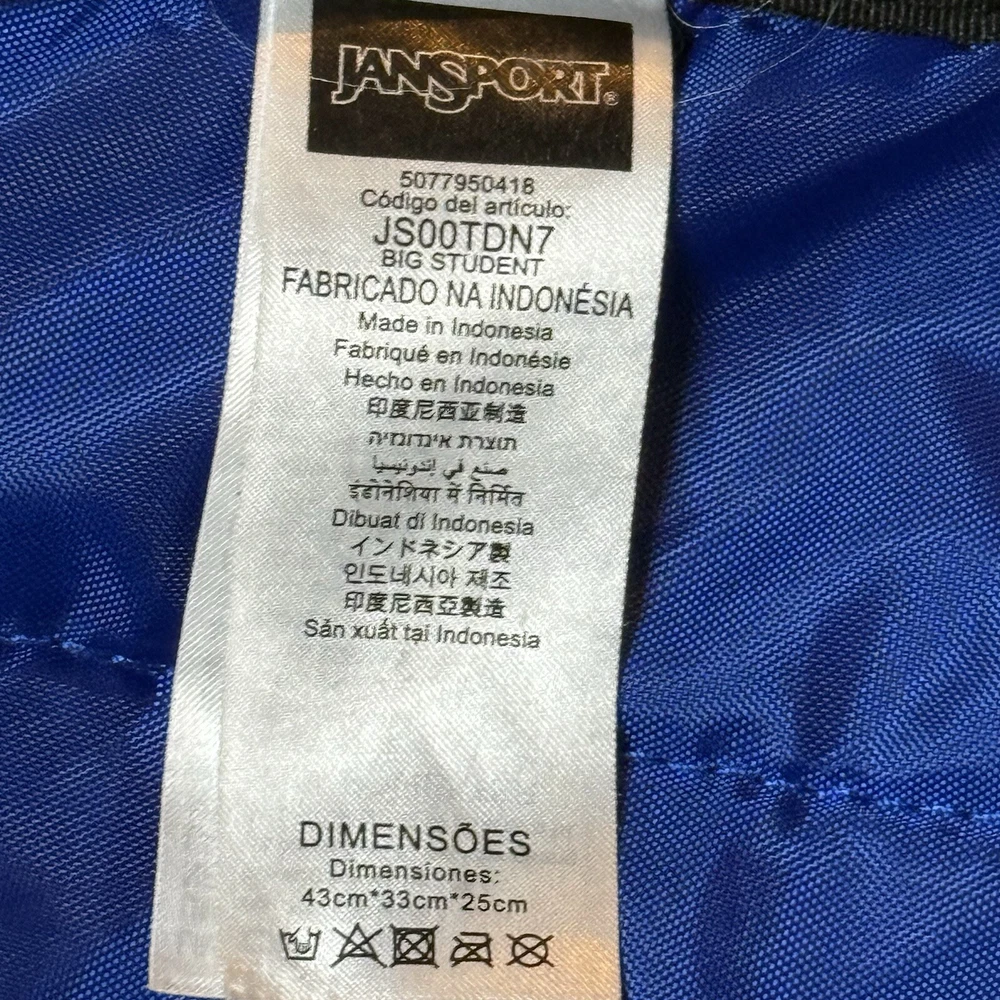 JANSPORT®
5077950418
Código del artículo:
JS00TDN7
BIG STUDENT
FABRICADO NA INDONÉSIA
Made in Indonesia
Fabriqué en Indonésie
Hecho en Indonesia
印度尼西亚制造
תוצרת אינדונזיה
صنع في إندونيسيا
इंडोनेशिया में निर्मित
Dibuat di Indonesia
インドネシア製
인도네시아 제조
印度尼西亞製造
Sản xuất tại Indonesia
DIMENSÕES
Dimensiones:
43cm*33cm*25cm